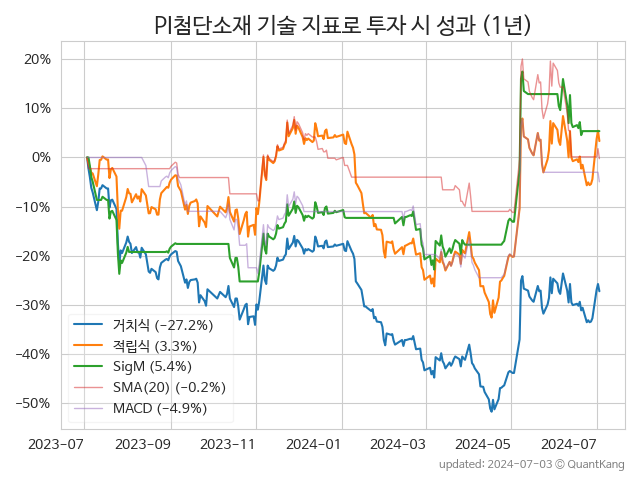 PI첨단소재 기술 지표로 투자 시 성과 (1년)
20%
10%
0%
−10%
−20%
−30%
−40%
−50%
거치식 (−27.2%)
적립식 (3.3%)
SigM (5.4%)
SMA(20) (−0.2%)
MACD (−4.9%)
2023-07
2023-09
2023-11
2024-01
2024-03
2024-05
2024-07
updated: 2024-07-03 © QuantKang